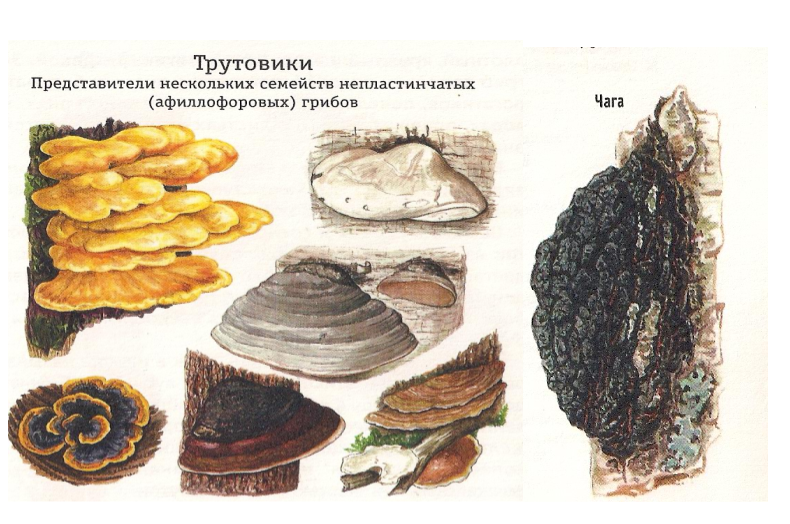 Трутовики
Представители нескольких семейств непластинчатых
(афиллофоровых) грибов
Чага